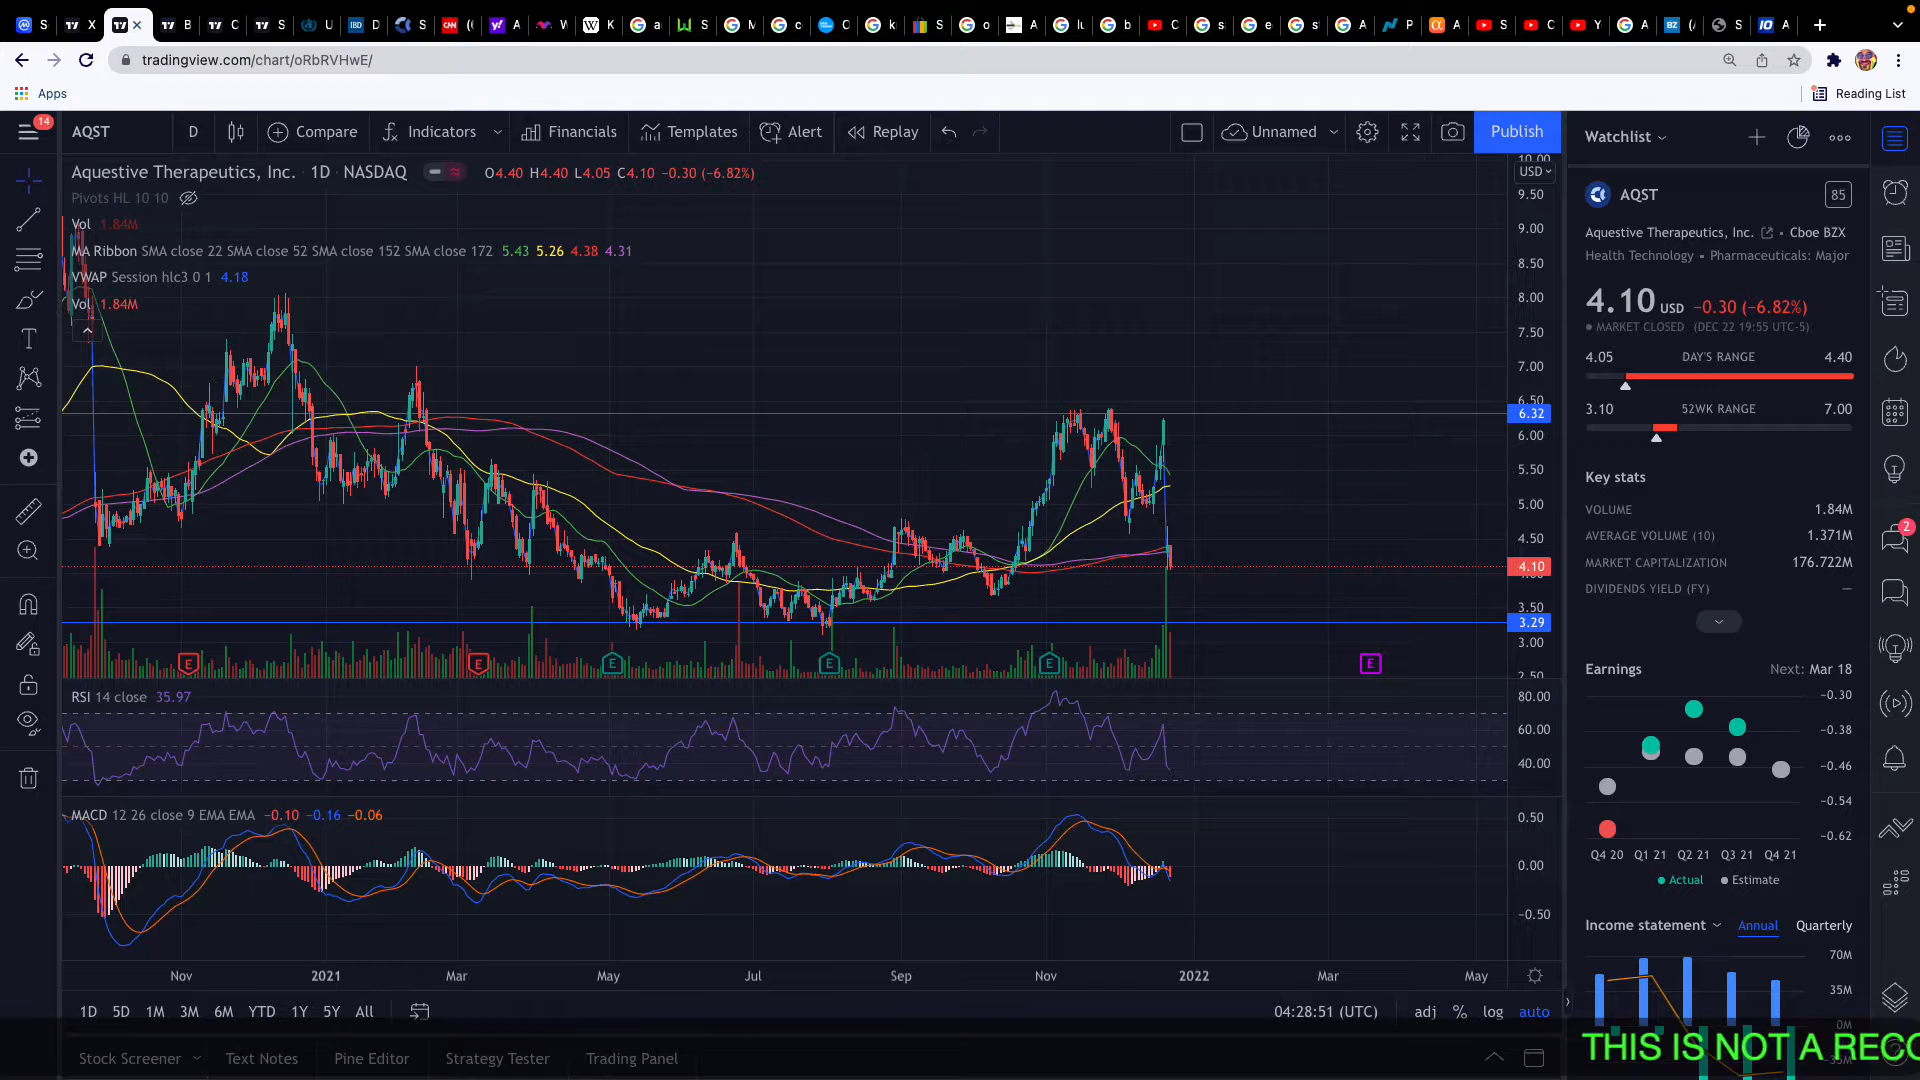 S X B C S U D S ( A W K a S M c C k S o A lu b C s e s A P A S C Y A (A S A
tradingview.com/chart/oRbRVHwE/
Apps
Reading List
14
AQST D Compare Indicators Financials Templates Alert Replay Unnamed Publish
Aquestive Therapeutics, Inc. · 1D · NASDAQ O4.40 H4.40 L4.05 C4.10 −0.30 (−6.82%)
Pivots HL 10 10
Vol 1.84M
MA Ribbon SMA close 22 SMA close 52 SMA close 152 SMA close 172 5.43 5.26 4.38 4.31
VWAP Session hlc3 0 1 4.18
Vol 1.84M
10.00
USD
9.50
9.00
8.50
8.00
7.50
7.00
6.50
6.32
6.00
5.50
5.00
4.50
4.10
4.00
3.50
3.29
3.00
2.50
E E E E E E
RSI 14 close 35.97
80.00
60.00
40.00
MACD 12 26 close 9 EMA EMA −0.10 −0.16 −0.06
0.50
0.00
−0.50
Nov 2021 Mar May Jul Sep Nov 2022 Mar May
1D 5D 1M 3M 6M YTD 1Y 5Y All
04:28:51 (UTC) adj % log auto
Stock Screener Text Notes Pine Editor Strategy Tester Trading Panel
Watchlist
AQST 85
Aquestive Therapeutics, Inc. • Cboe BZX
Health Technology • Pharmaceuticals: Major
4.10 USD −0.30 (−6.82%)
MARKET CLOSED (DEC 22 19:55 UTC-5)
4.05 DAY'S RANGE 4.40
3.10 52WK RANGE 7.00
Key stats
VOLUME 1.84M
AVERAGE VOLUME (10) 1.371M
MARKET CAPITALIZATION 176.722M
DIVIDENDS YIELD (FY) —
Earnings Next: Mar 18
−0.30
−0.38
−0.46
−0.54
−0.62
Q4 20 Q1 21 Q2 21 Q3 21 Q4 21
Actual Estimate
Income statement Annual Quarterly
70M
35M
0M
−35M
THIS IS NOT A RECO
2